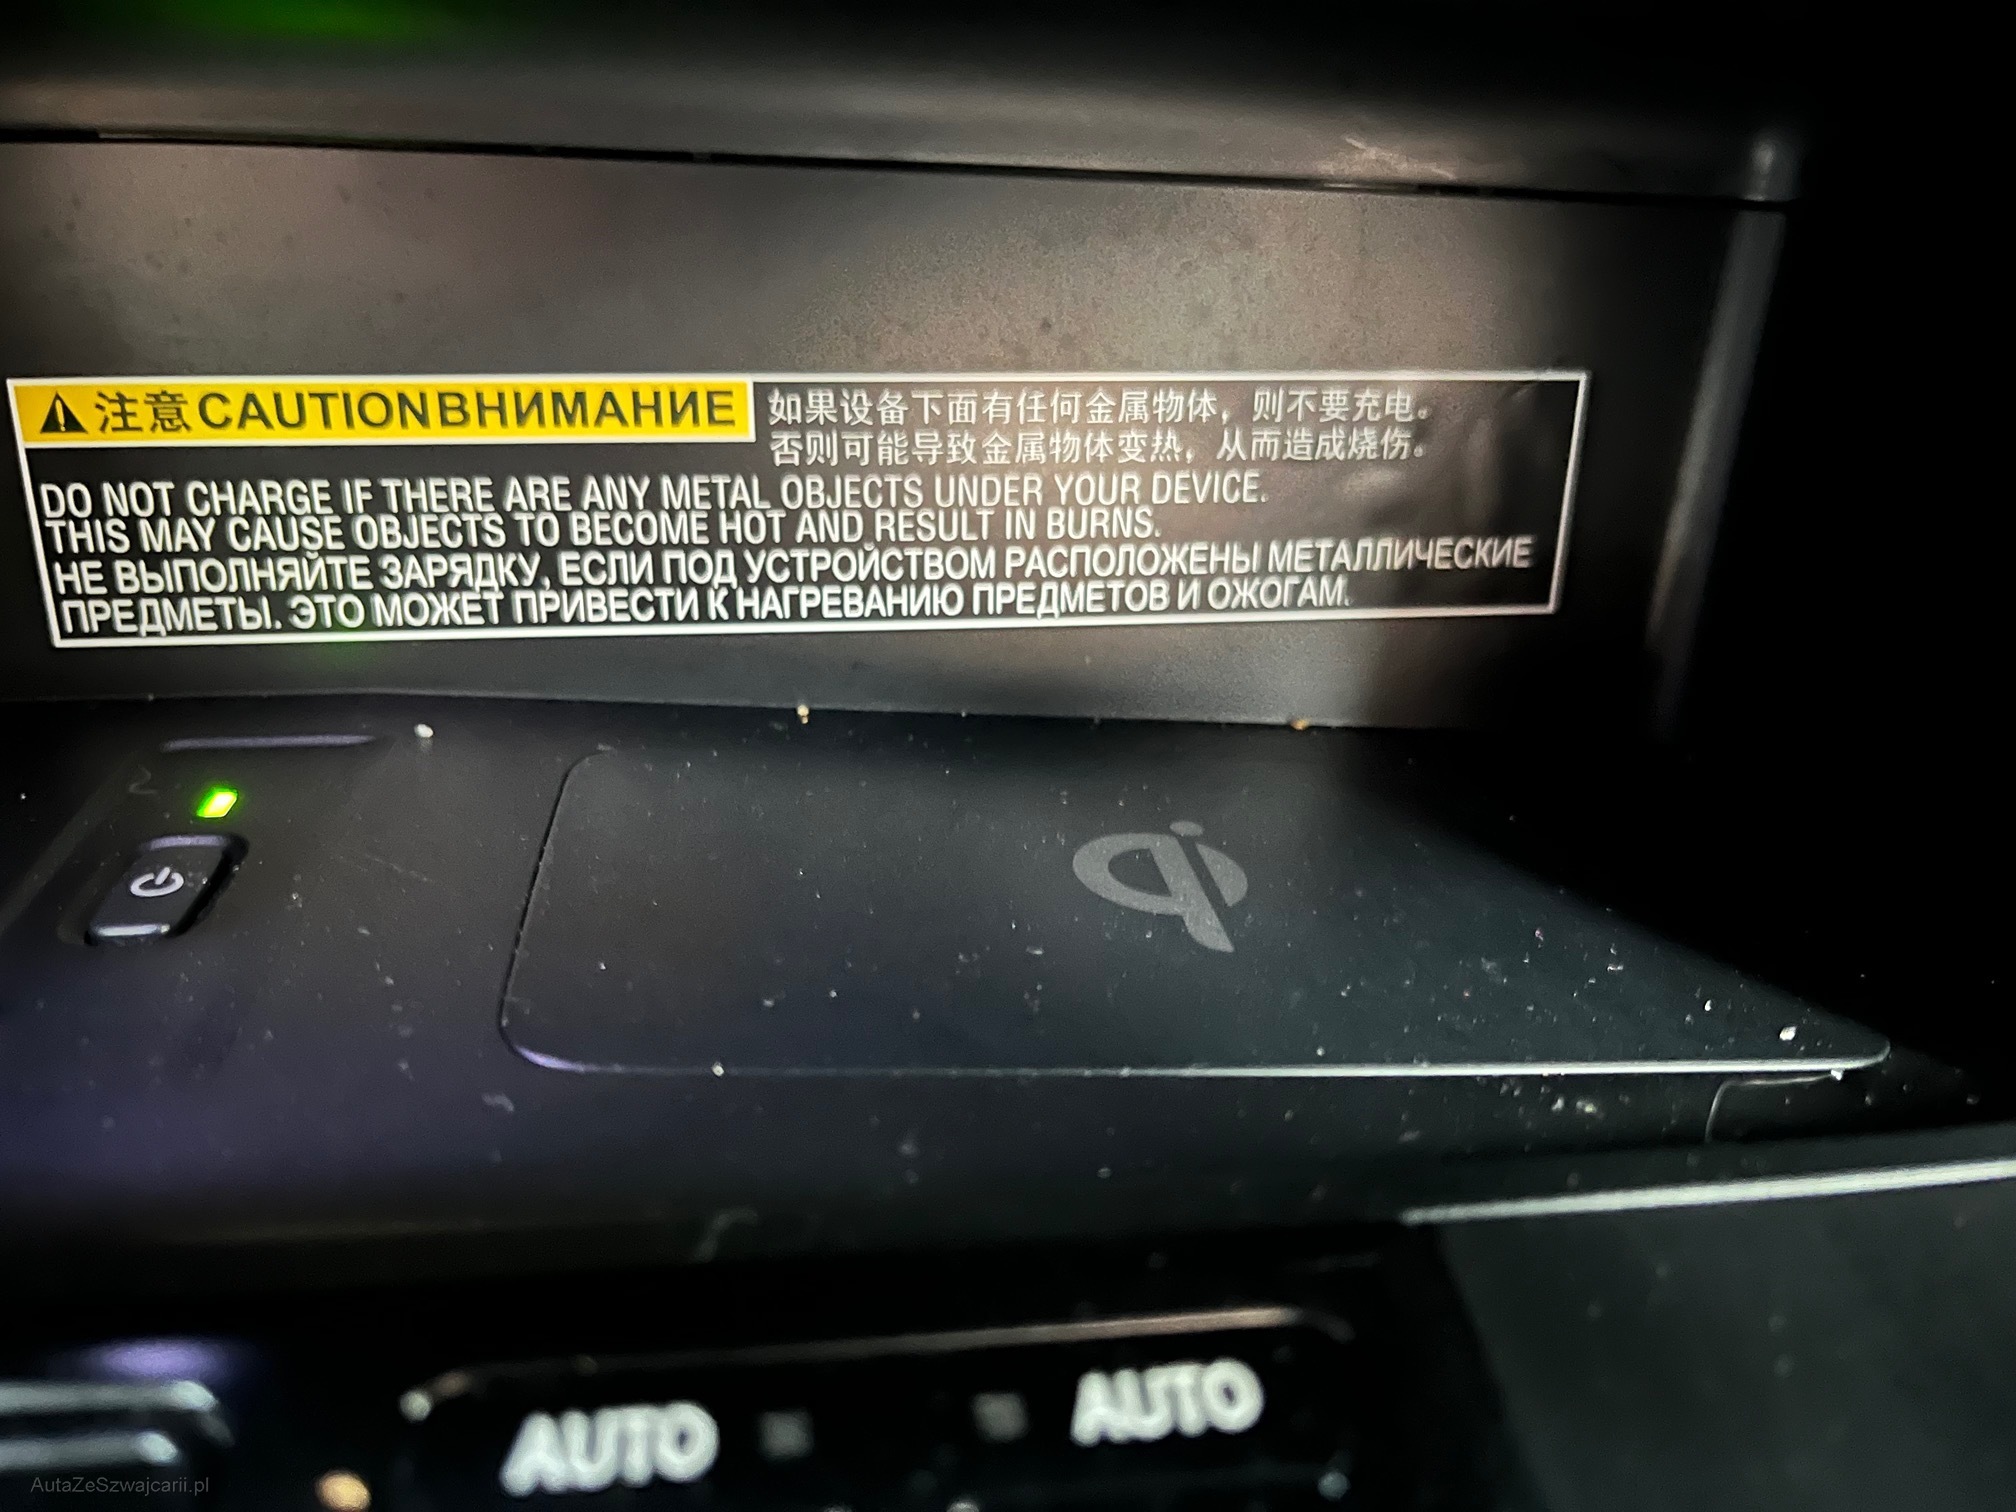 注意 CAUTION ВНИМАНИЕ
如果设备下面有任何金属物体，则不要充电。
否则可能导致金属物体变热，从而造成烧伤。
DO NOT CHARGE IF THERE ARE ANY METAL OBJECTS UNDER YOUR DEVICE.
THIS MAY CAUSE OBJECTS TO BECOME HOT AND RESULT IN BURNS.
НЕ ВЫПОЛНЯЙТЕ ЗАРЯДКУ, ЕСЛИ ПОД УСТРОЙСТВОМ РАСПОЛОЖЕНЫ МЕТАЛЛИЧЕСКИЕ
ПРЕДМЕТЫ. ЭТО МОЖЕТ ПРИВЕСТИ К НАГРЕВАНИЮ ПРЕДМЕТОВ И ОЖОГАМ.
qi
AUTO AUTO
AutaZeSzwajcarii.pl